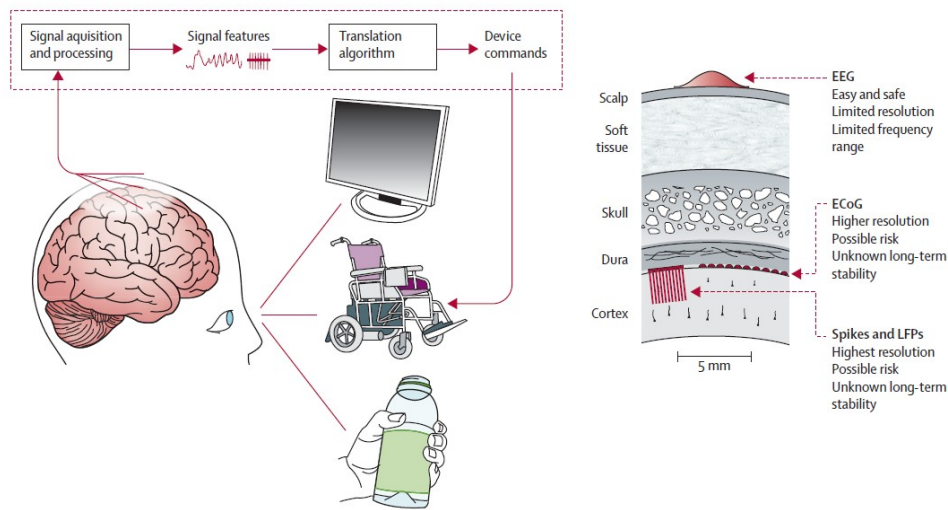 Signal aquisition
and processing
Signal features
Translation
algorithm
Device
commands
Scalp
Soft
tissue
Skull
Dura
Cortex
5 mm
EEG
Easy and safe
Limited resolution
Limited frequency
range
ECoG
Higher resolution
Possible risk
Unknown long-term
stability
Spikes and LFPs
Highest resolution
Possible risk
Unknown long-term
stability